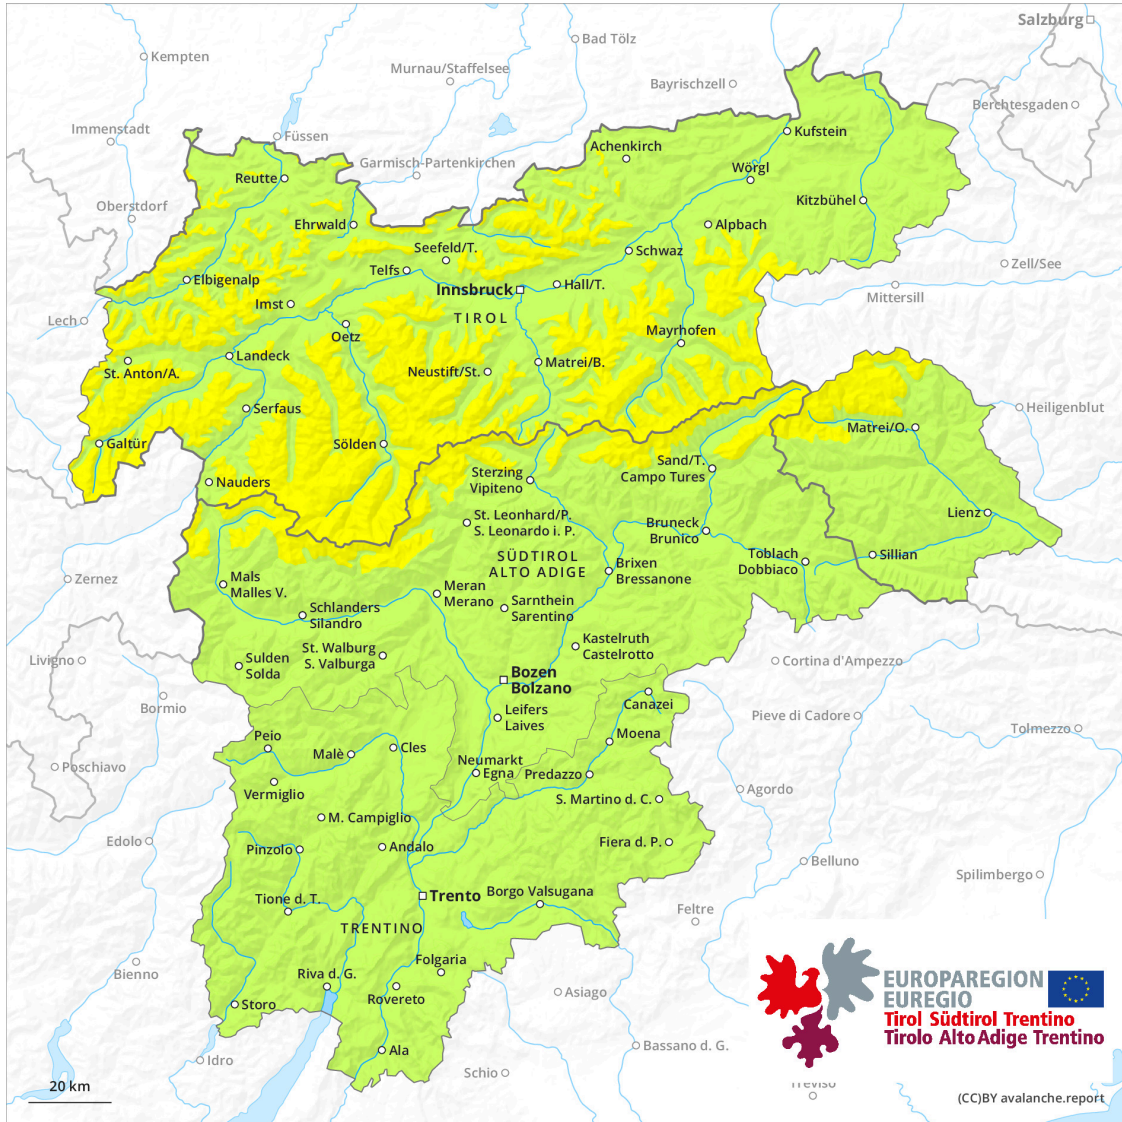 Salzburg
Bad Tölz
Kempten
Murnau/Staffelsee
Bayrischzell
Berchtesgaden
Immenstadt
Füssen
Kufstein
Achenkirch
Garmisch-Partenkirchen
Wörgl
Reutte
Kitzbühel
Oberstdorf
Ehrwald
Alpbach
Seefeld/T.
Schwaz
Telfs
Zell/See
Elbigenalp
Innsbruck
Hall/T.
Mittersill
Imst
TIROL
Lech
Oetz
Mayrhofen
Landeck
St. Anton/A.
Neustift/St.
Matrei/B.
Serfaus
Heiligenblut
Matrei/O.
Galtür
Sölden
Sand/T.
Campo Tures
Sterzing
Vipiteno
Nauders
St. Leonhard/P.
S. Leonardo i. P.
Lienz
Bruneck
Brunico
SÜDTIROL
ALTO ADIGE
Toblach
Dobbiaco
Sillian
Brixen
Bressanone
Zernez
Mals
Malles V.
Meran
Merano
Schlanders
Silandro
Sarnthein
Sarentino
Kastelruth
Castelrotto
St. Walburg
S. Valburga
Livigno
Sulden
Solda
Cortina d'Ampezzo
Bozen
Bolzano
Canazei
Bormio
Leifers
Laives
Pieve di Cadore
Tolmezzo
Peio
Moena
Malè
Cles
Poschiavo
Neumarkt
Egna
Predazzo
Vermiglio
S. Martino d. C.
Agordo
M. Campiglio
Edolo
Pinzolo
Andalo
Fiera d. P.
Belluno
Spilimbergo
Trento
Borgo Valsugana
Tione d. T.
Feltre
TRENTINO
Folgaria
Bienno
Riva d. G.
Rovereto
Asiago
Storo
EUROPAREGION
EUREGIO
Tirol Südtirol Trentino
Tirolo Alto Adige Trentino
Ala
Bassano d. G.
Idro
Schio
Treviso
20 km
(CC)BY avalanche.report